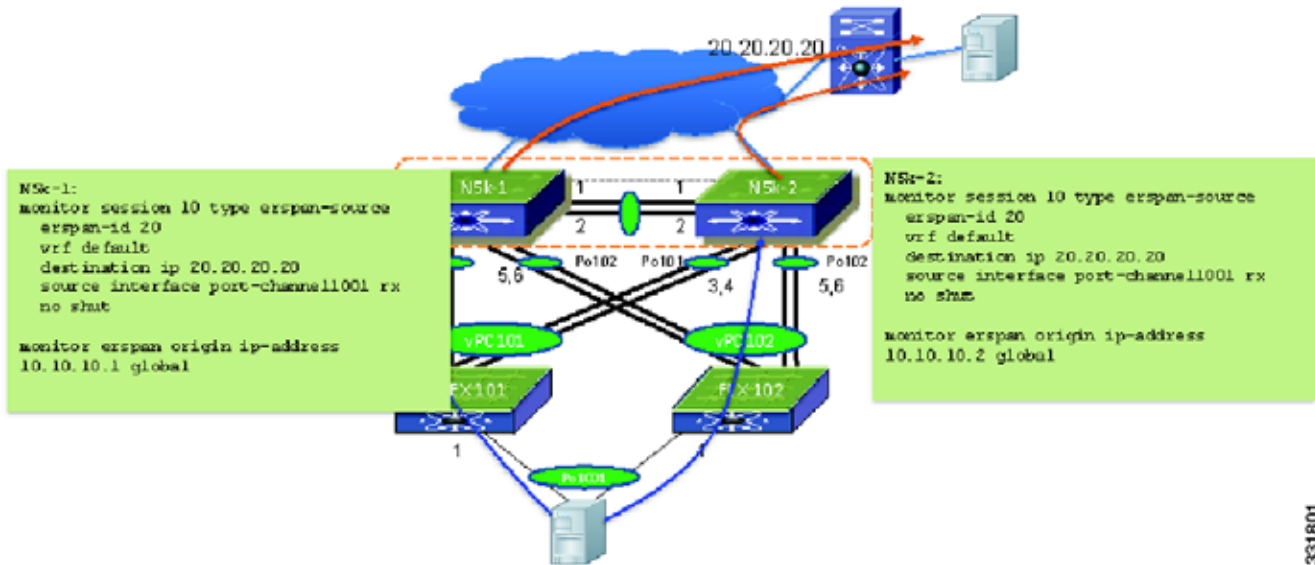 20.20.20.20
N5k-1:
monitor session 10 type erspan-source
erspan-id 20
vrf default
destination ip 20.20.20.20
source interface port-channel1001 rx
no shut
monitor erspan origin ip-address
10.10.10.1 global
N5k-1
1
1
N5k-2
2
2
N5k-2:
monitor session 10 type erspan-source
erspan-id 20
vrf default
destination ip 20.20.20.20
source interface port-channel1001 rx
no shut
monitor erspan origin ip-address
10.10.10.2 global
5,6
Po102
Po101
3,4
Po102
5,6
vPC101
vPC102
EX101
FEX102
1
1
Po1001
331801